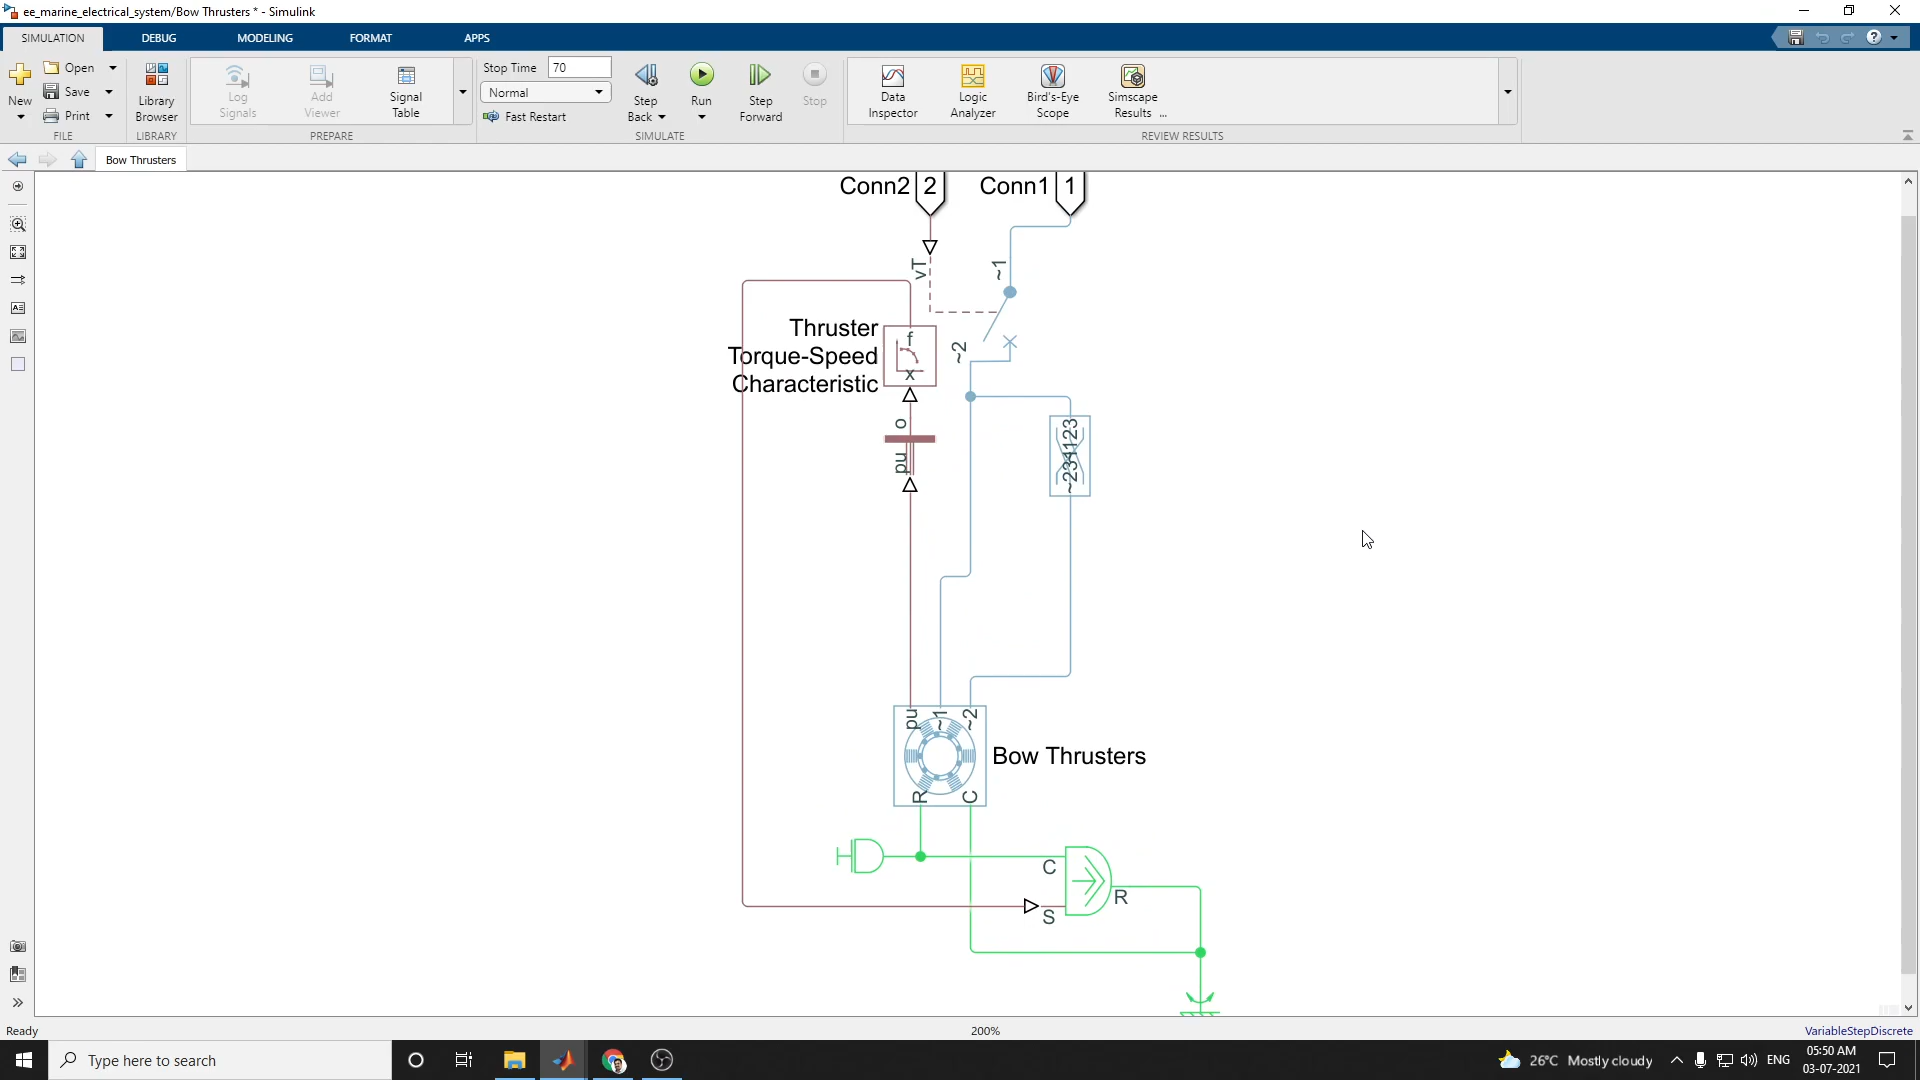 ee_marine_electrical_system/Bow Thrusters * - Simulink
SIMULATION DEBUG MODELING FORMAT APPS
New
Open
Save
Print
FILE
Library Browser
LIBRARY
Log Signals
Add Viewer
Signal Table
PREPARE
Stop Time 70
Normal
Fast Restart
Step Back
Run
Step Forward
Stop
SIMULATE
Data Inspector
Logic Analyzer
Bird's-Eye Scope
Simscape Results ...
REVIEW RESULTS
Bow Thrusters
Conn2 2 Conn1 1
vT
~1
Thruster
Torque-Speed
Characteristic
f
x
~2
o
pu
~231123
pu ~1 ~2
Bow Thrusters
R C
C
R
S
Ready 200% VariableStepDiscrete
Type here to search
26°C Mostly cloudy
ENG
05:50 AM
03-07-2021